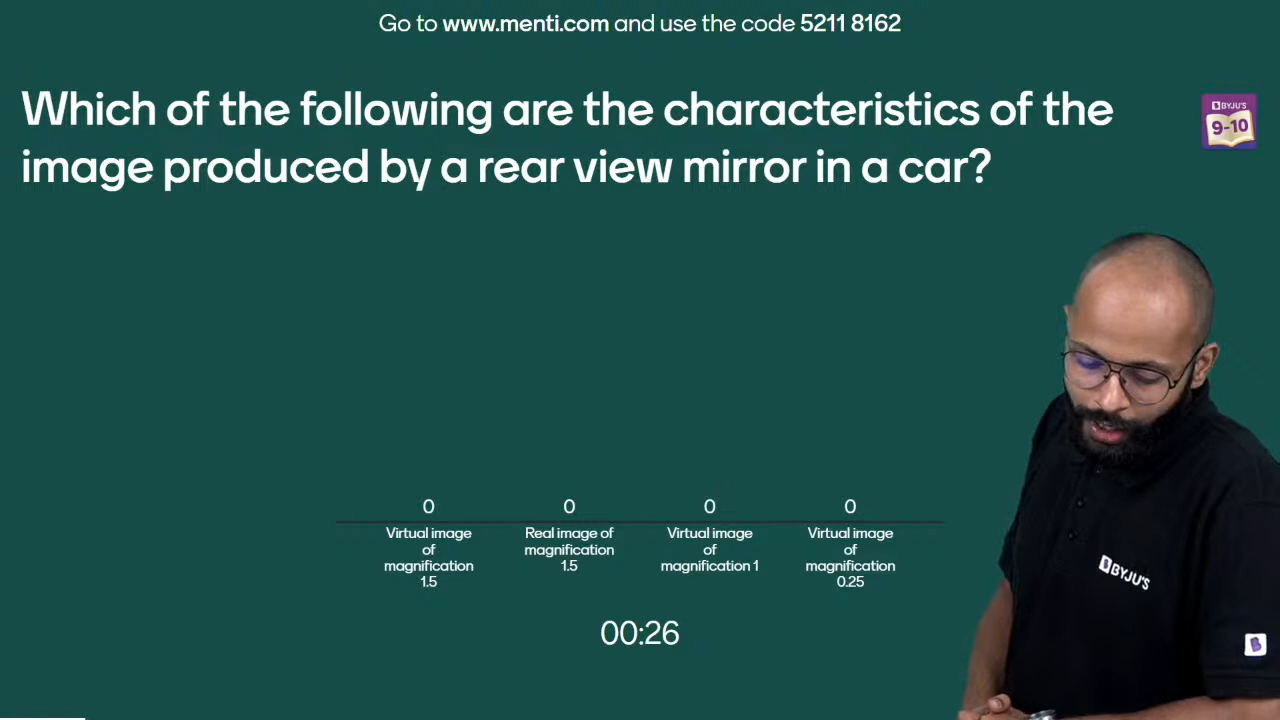 Go to www.menti.com and use the code 5211 8162
Which of the following are the characteristics of the
image produced by a rear view mirror in a car?
BYJU'S
9-10
0
0
0
0
Virtual image
of
magnification
1.5
Real image of
magnification
1.5
Virtual image
of
magnification 1
Virtual image
of
magnification
0.25
00:26
BYJU'S